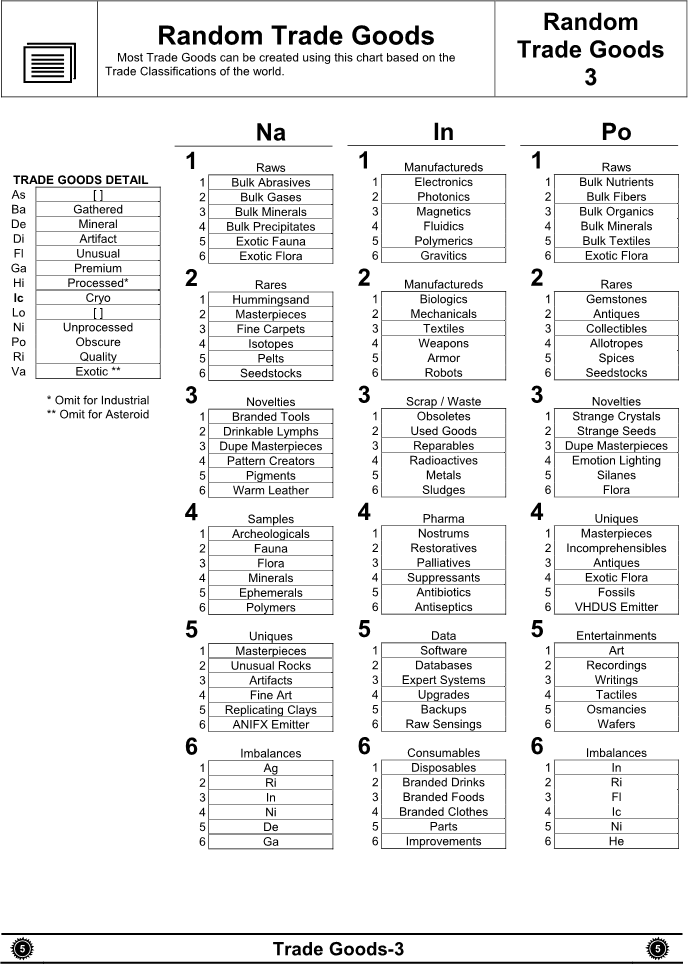 Random Trade Goods
Most Trade Goods can be created using this chart based on the
Trade Classifications of the world.
Random
Trade Goods
3
TRADE GOODS DETAIL
As [ ]
Ba Gathered
De Mineral
Di Artifact
Fl Unusual
Ga Premium
Hi Processed*
Ic Cryo
Lo [ ]
Ni Unprocessed
Po Obscure
Ri Quality
Va Exotic **
* Omit for Industrial
** Omit for Asteroid
Na
1 Raws
1 Bulk Abrasives
2 Bulk Gases
3 Bulk Minerals
4 Bulk Precipitates
5 Exotic Fauna
6 Exotic Flora
2 Rares
1 Hummingsand
2 Masterpieces
3 Fine Carpets
4 Isotopes
5 Pelts
6 Seedstocks
3 Novelties
1 Branded Tools
2 Drinkable Lymphs
3 Dupe Masterpieces
4 Pattern Creators
5 Pigments
6 Warm Leather
4 Samples
1 Archeologicals
2 Fauna
3 Flora
4 Minerals
5 Ephemerals
6 Polymers
5 Uniques
1 Masterpieces
2 Unusual Rocks
3 Artifacts
4 Fine Art
5 Replicating Clays
6 ANIFX Emitter
6 Imbalances
1 Ag
2 Ri
3 In
4 Ni
5 De
6 Ga
In
1 Manufactureds
1 Electronics
2 Photonics
3 Magnetics
4 Fluidics
5 Polymerics
6 Gravitics
2 Manufactureds
1 Biologics
2 Mechanicals
3 Textiles
4 Weapons
5 Armor
6 Robots
3 Scrap / Waste
1 Obsoletes
2 Used Goods
3 Reparables
4 Radioactives
5 Metals
6 Sludges
4 Pharma
1 Nostrums
2 Restoratives
3 Palliatives
4 Suppressants
5 Antibiotics
6 Antiseptics
5 Data
1 Software
2 Databases
3 Expert Systems
4 Upgrades
5 Backups
6 Raw Sensings
6 Consumables
1 Disposables
2 Branded Drinks
3 Branded Foods
4 Branded Clothes
5 Parts
6 Improvements
Po
1 Raws
1 Bulk Nutrients
2 Bulk Fibers
3 Bulk Organics
4 Bulk Minerals
5 Bulk Textiles
6 Exotic Flora
2 Rares
1 Gemstones
2 Antiques
3 Collectibles
4 Allotropes
5 Spices
6 Seedstocks
3 Novelties
1 Strange Crystals
2 Strange Seeds
3 Dupe Masterpieces
4 Emotion Lighting
5 Silanes
6 Flora
4 Uniques
1 Masterpieces
2 Incomprehensibles
3 Antiques
4 Exotic Flora
5 Fossils
6 VHDUS Emitter
5 Entertainments
1 Art
2 Recordings
3 Writings
4 Tactiles
5 Osmancies
6 Wafers
6 Imbalances
1 In
2 Ri
3 Fl
4 Ic
5 Ni
6 He
5 Trade Goods-3 5